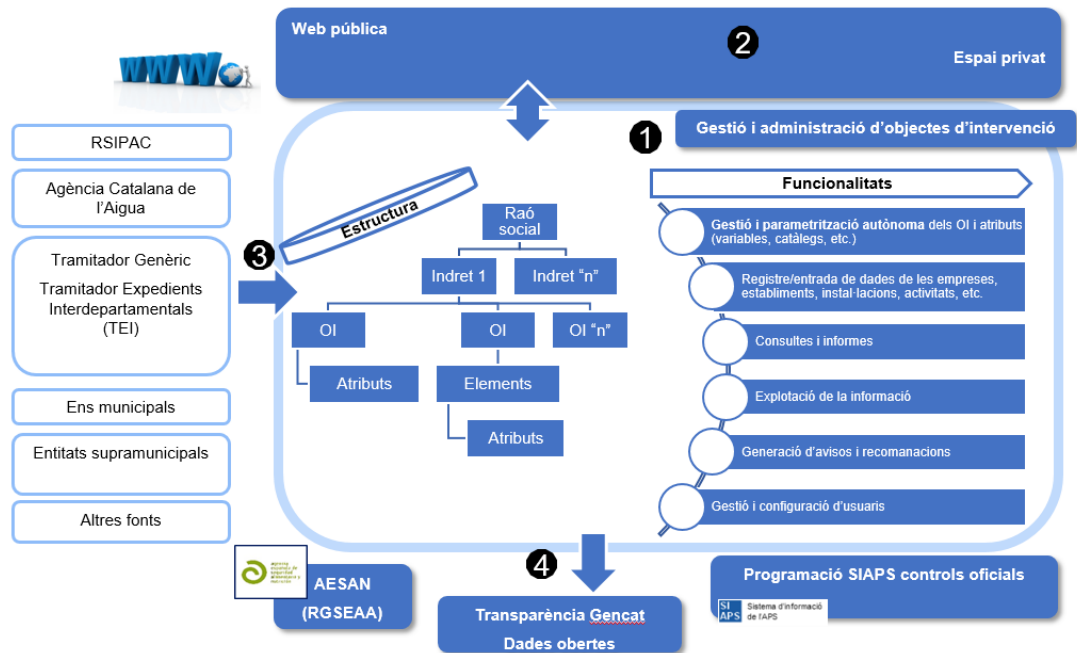 Web pública
2
Espai privat
WWW.
1
Gestió i administració d'objectes d'intervenció
RSIPAC
Agència Catalana de
l'Aigua
Tramitador Genèric
Tramitador Expedients
Interdepartamentals
(TEI)
Ens municipals
Entitats supramunicipals
Altres fonts
3
Estructura
Raó
social
Indret 1
Indret “n”
OI
OI
OI “n”
Atributs
Elements
Atributs
Funcionalitats
Gestió i parametrització autònoma dels OI i atributs
(variables, catàlegs, etc.)
Registre/entrada de dades de les empreses,
establiments, instal·lacions, activitats, etc.
Consultes i informes
Explotació de la informació
Generació d'avisos i recomanacions
Gestió i configuració d'usuaris
4
AESAN
(RGSEAA)
Transparència Gencat
Dades obertes
Programació SIAPS controls oficials
SI
APS
Sistema d'informació
de l'APS